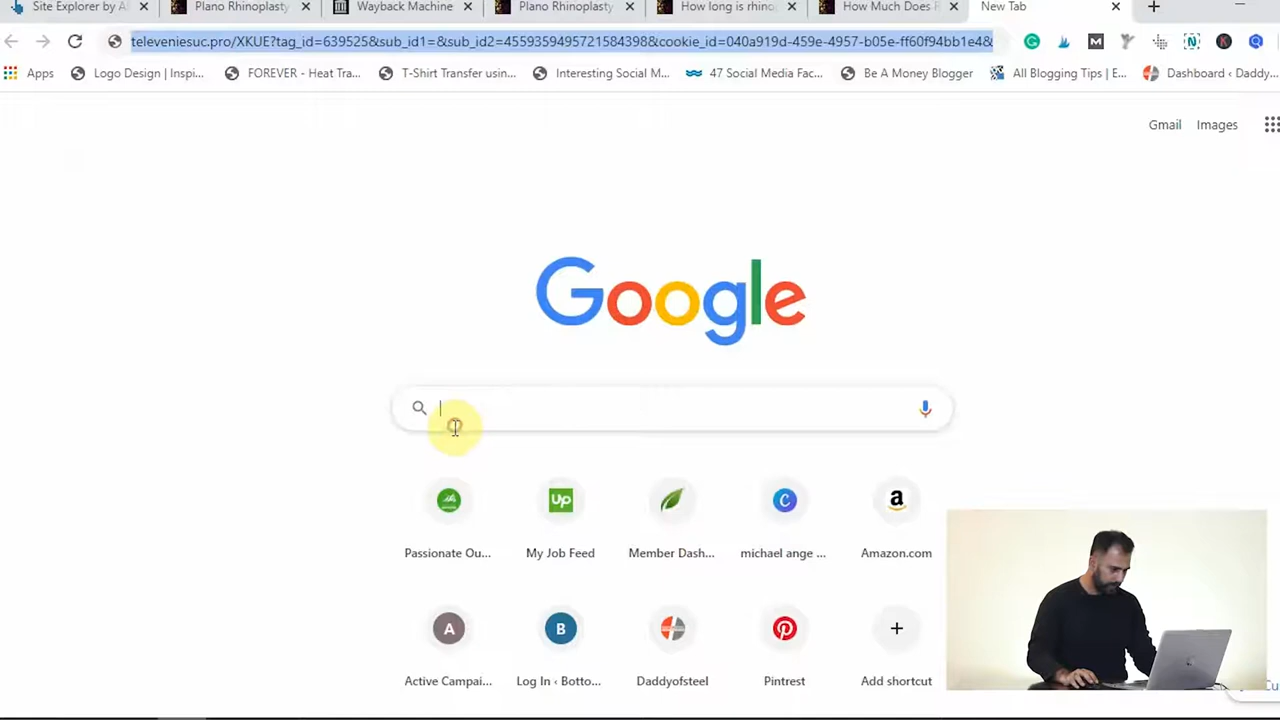 Site Explorer by Al
Plano Rhinoplasty
Wayback Machine
Plano Rhinoplasty
How long is rhino
How Much Does R
New Tab
televeniesuc.pro/XKUE?tag_id=639525&sub_id1=&sub_id2=4559359495721584398&cookie_id=040a919d-459e-4957-b05e-ff60f94bb1e4&
Apps
Logo Design | Inspi...
FOREVER - Heat Tra...
T-Shirt Transfer using...
Interesting Social M...
47 Social Media Fac...
Be A Money Blogger
All Blogging Tips | E...
Dashboard ‹ Daddy...
Gmail
Images
Google
Passionate Ou...
My Job Feed
Member Dash...
michael ange ...
Amazon.com
Active Campai...
Log In ‹ Botto...
Daddyofsteel
Pintrest
Add shortcut